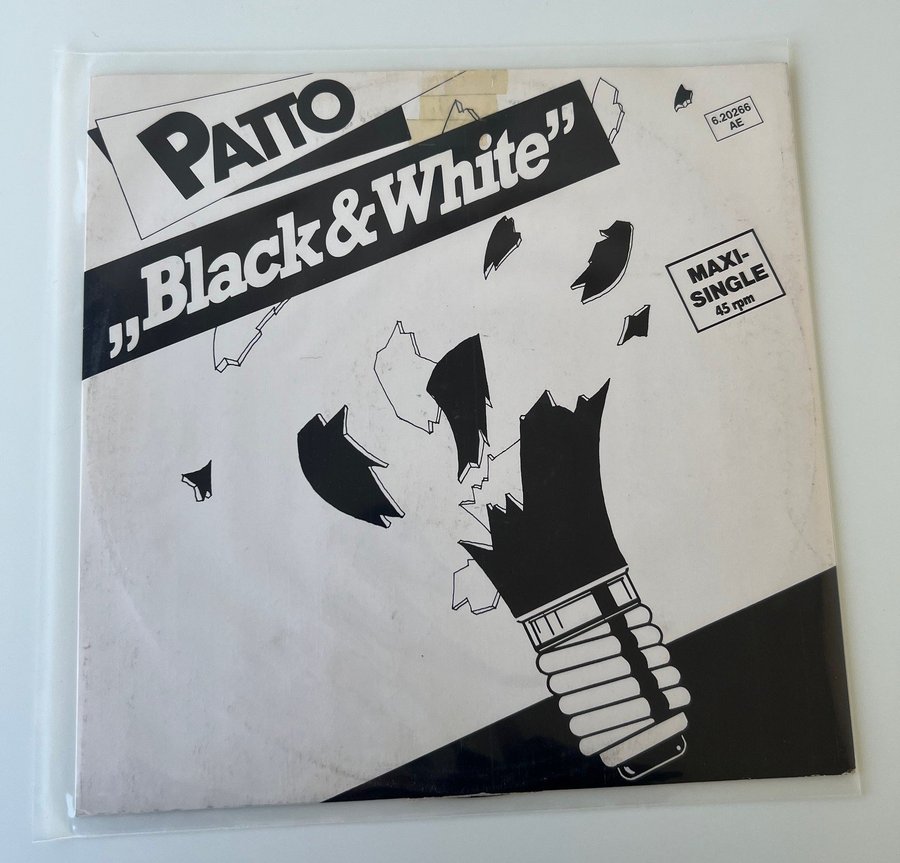 PATTO
„Black & White”
6.20266
AE
MAXI-
SINGLE
45 rpm